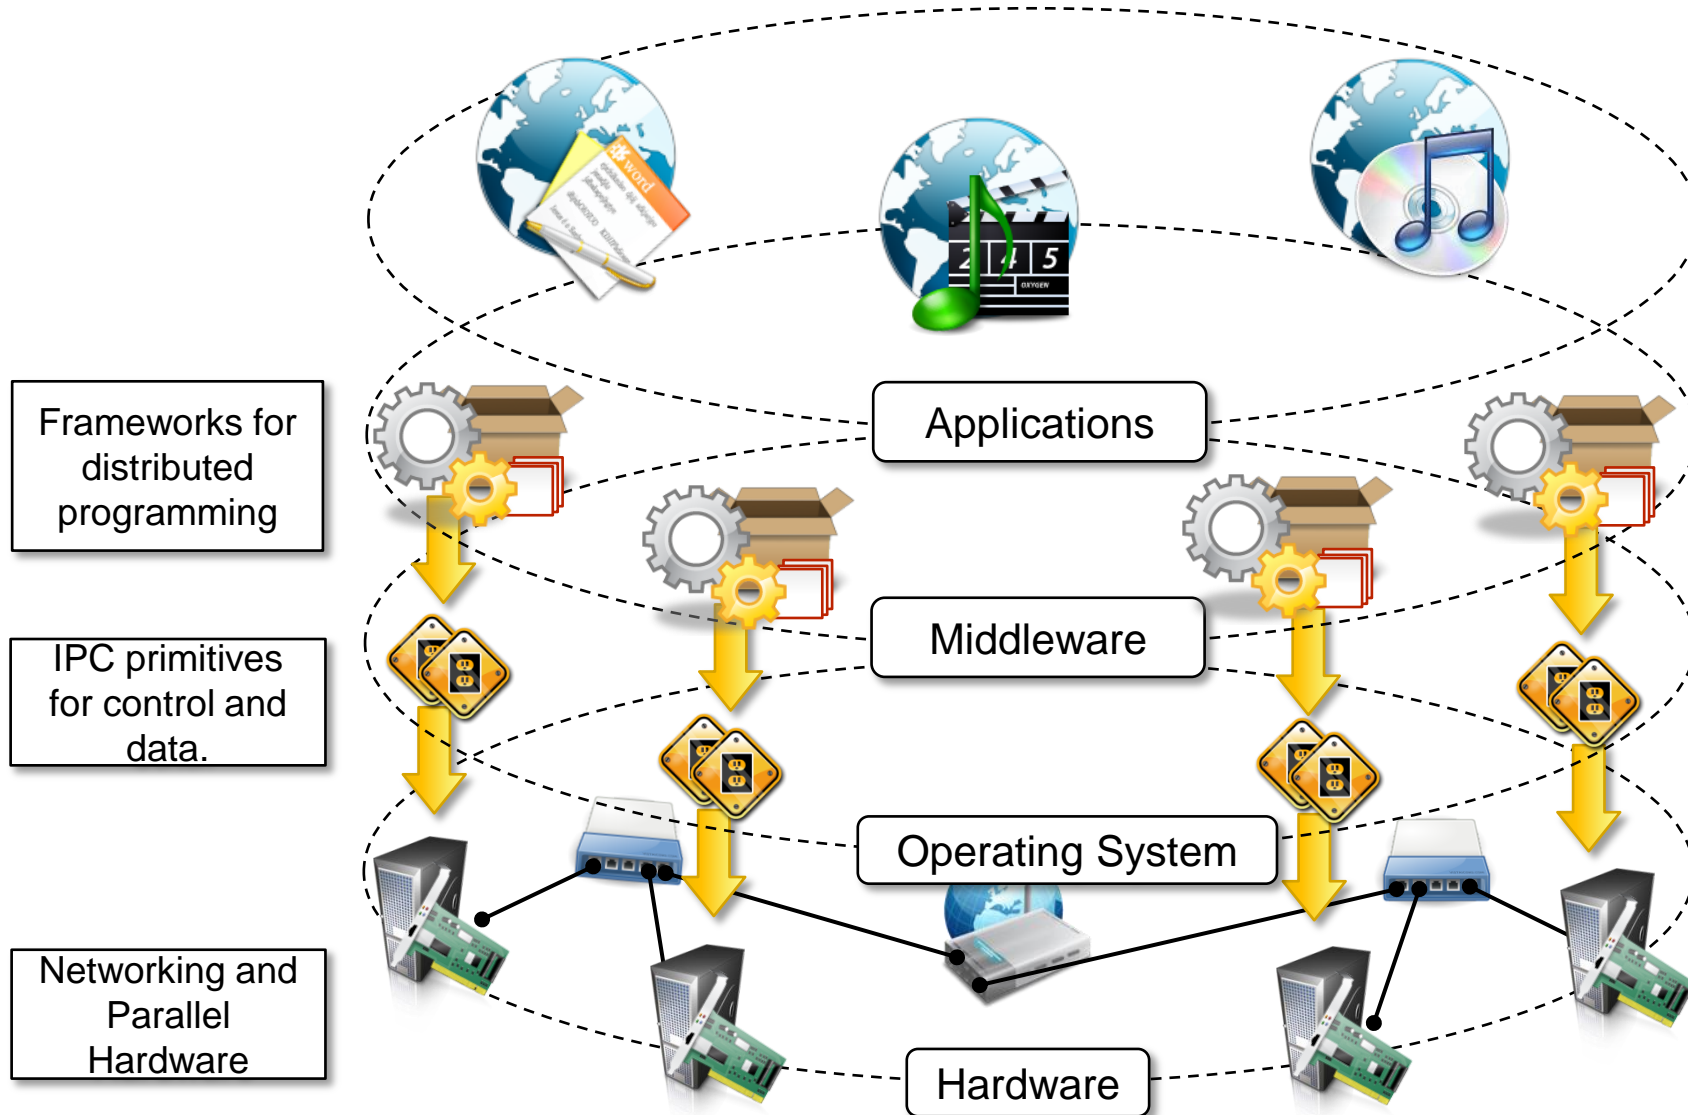 word
2 4 5
OXYGEN
Applications
Frameworks for
distributed
programming
Middleware
IPC primitives
for control and
data.
Operating System
Networking and
Parallel
Hardware
Hardware